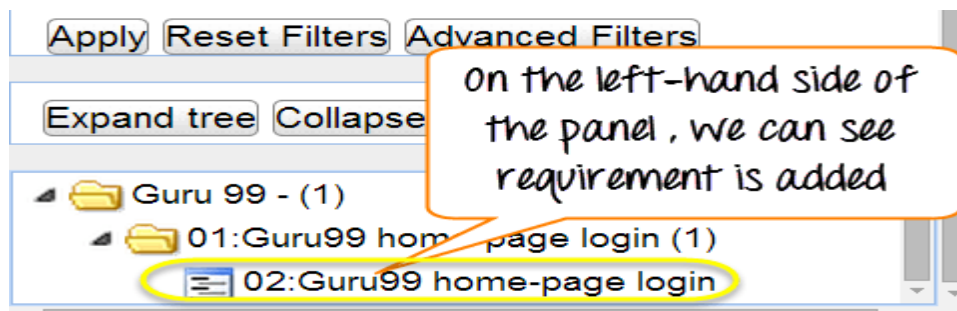 Apply Reset Filters Advanced Filters
on the left-hand side of
the panel , we can see
requirement is added
Expand tree Collapse
Guru 99 - (1)
01:Guru99 home-page login (1)
02:Guru99 home-page login